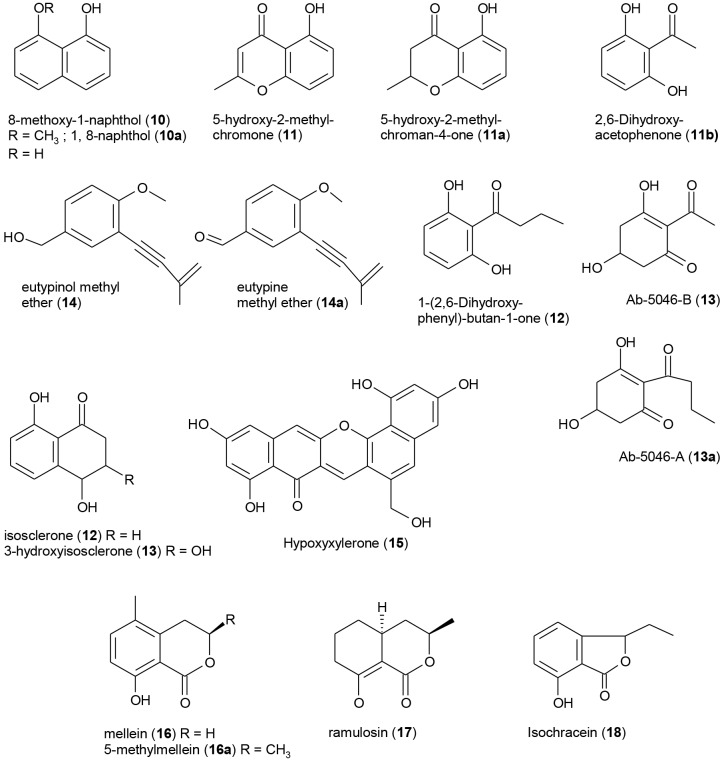 OR OH
8-methoxy-1-naphthol (10)
R = CH3 ; 1, 8-naphthol (10a)
R = H
O OH
O
5-hydroxy-2-methyl-
chromone (11)
O OH
O
5-hydroxy-2-methyl-
chroman-4-one (11a)
OH O
OH
2,6-Dihydroxy-
acetophenone (11b)
O
HO
eutypinol methyl
ether (14)
O
O
eutypine
methyl ether (14a)
OH O
OH
1-(2,6-Dihydroxy-
phenyl)-butan-1-one (12)
OH O
HO O
Ab-5046-B (13)
OH O
HO O
Ab-5046-A (13a)
OH O
R
OH
isosclerone (12) R = H
3-hydroxyisosclerone (13) R = OH
HO OH
HO O
OH O
OH
Hypoxyxylerone (15)
R
O
OH O
mellein (16) R = H
5-methylmellein (16a) R = CH3
H
O
O O
ramulosin (17)
O
OH O
Isochracein (18)